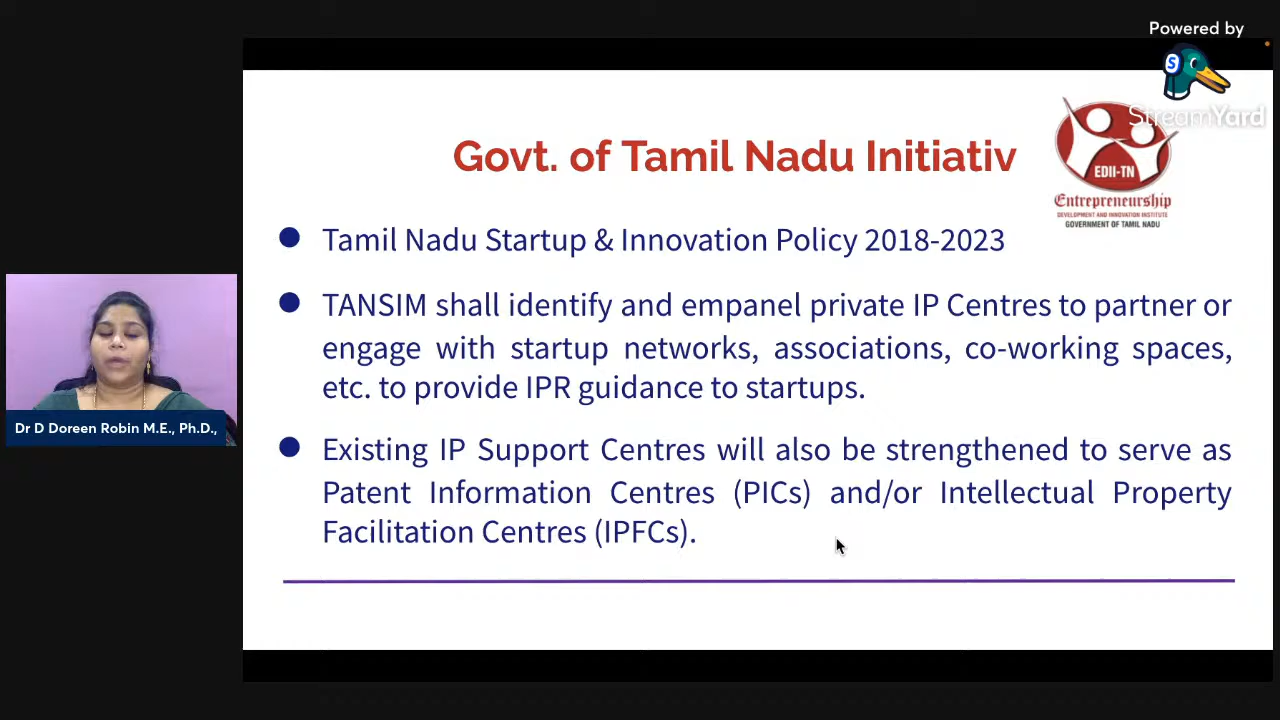 Powered by
StreamYard
Govt. of Tamil Nadu Initiativ
EDII-TN
Entrepreneurship
DEVELOPMENT AND INNOVATION INSTITUTE
GOVERNMENT OF TAMIL NADU
● Tamil Nadu Startup & Innovation Policy 2018-2023
● TANSIM shall identify and empanel private IP Centres to partner or
engage with startup networks, associations, co-working spaces,
etc. to provide IPR guidance to startups.
● Existing IP Support Centres will also be strengthened to serve as
Patent Information Centres (PICs) and/or Intellectual Property
Facilitation Centres (IPFCs).
Dr D Doreen Robin M.E., Ph.D.,